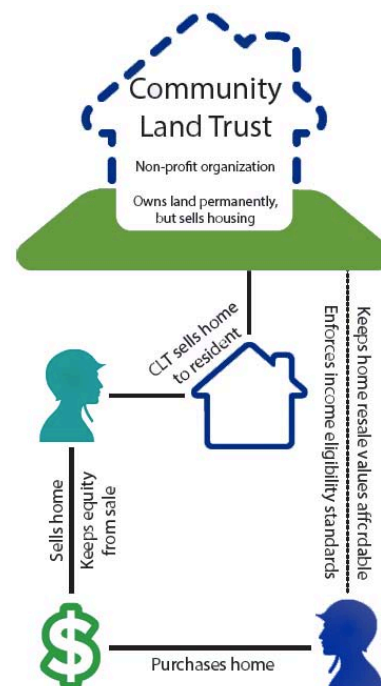 Community
Land Trust
Non-profit organization
Owns land permanently,
but sells housing
CLT sells home
to resident
Keeps home resale values affordable
Enforces income eligibility standards
Sells home
Keeps equity
from sale
$
Purchases home